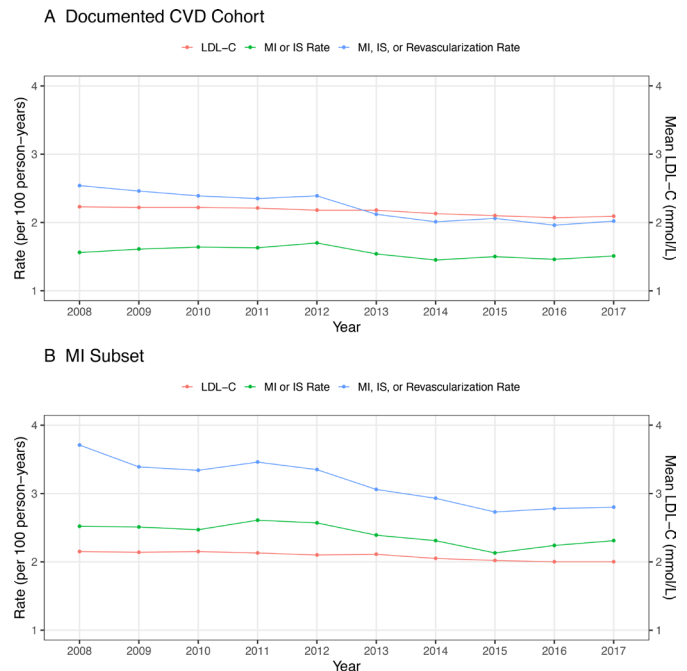 A Documented CVD Cohort
LDL−C MI or IS Rate MI, IS, or Revascularization Rate
Rate (per 100 person−years)
4
3
2
1
4
3
2
1
Mean LDL−C (mmol/L)
2008 2009 2010 2011 2012 2013 2014 2015 2016 2017
Year
B MI Subset
LDL−C MI or IS Rate MI, IS, or Revascularization Rate
Rate (per 100 person−years)
4
3
2
1
4
3
2
1
Mean LDL−C (mmol/L)
2008 2009 2010 2011 2012 2013 2014 2015 2016 2017
Year